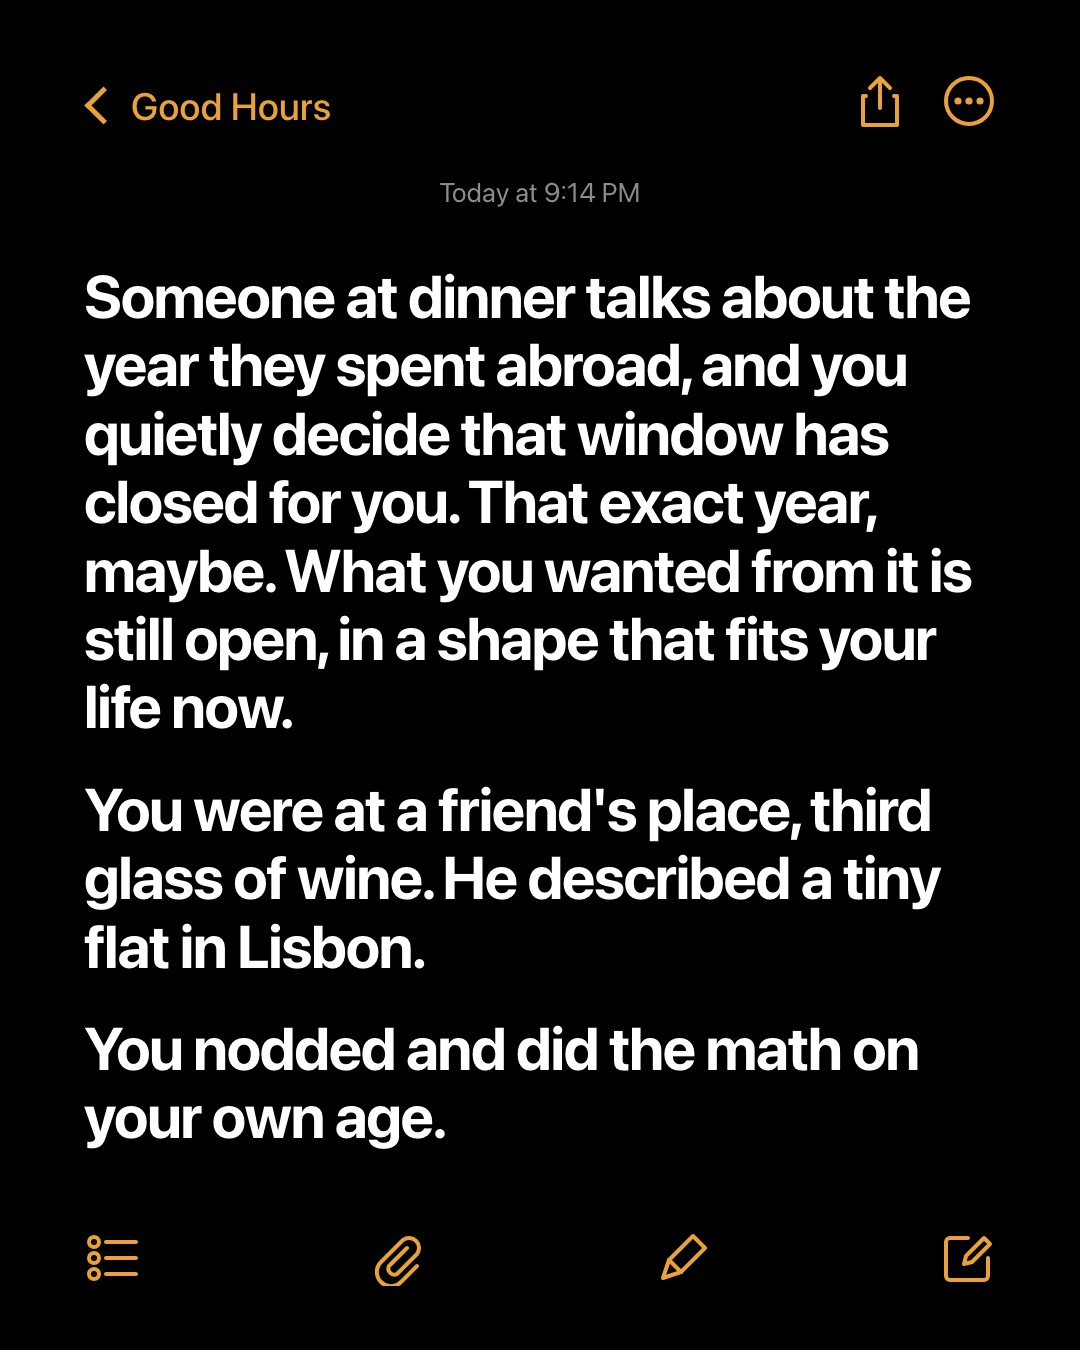 Good Hours
Today at 9:14 PM
Someone at dinner talks about the
year they spent abroad, and you
quietly decide that window has
closed for you. That exact year,
maybe. What you wanted from it is
still open, in a shape that fits your
life now.
You were at a friend's place, third
glass of wine. He described a tiny
flat in Lisbon.
You nodded and did the math on
your own age.